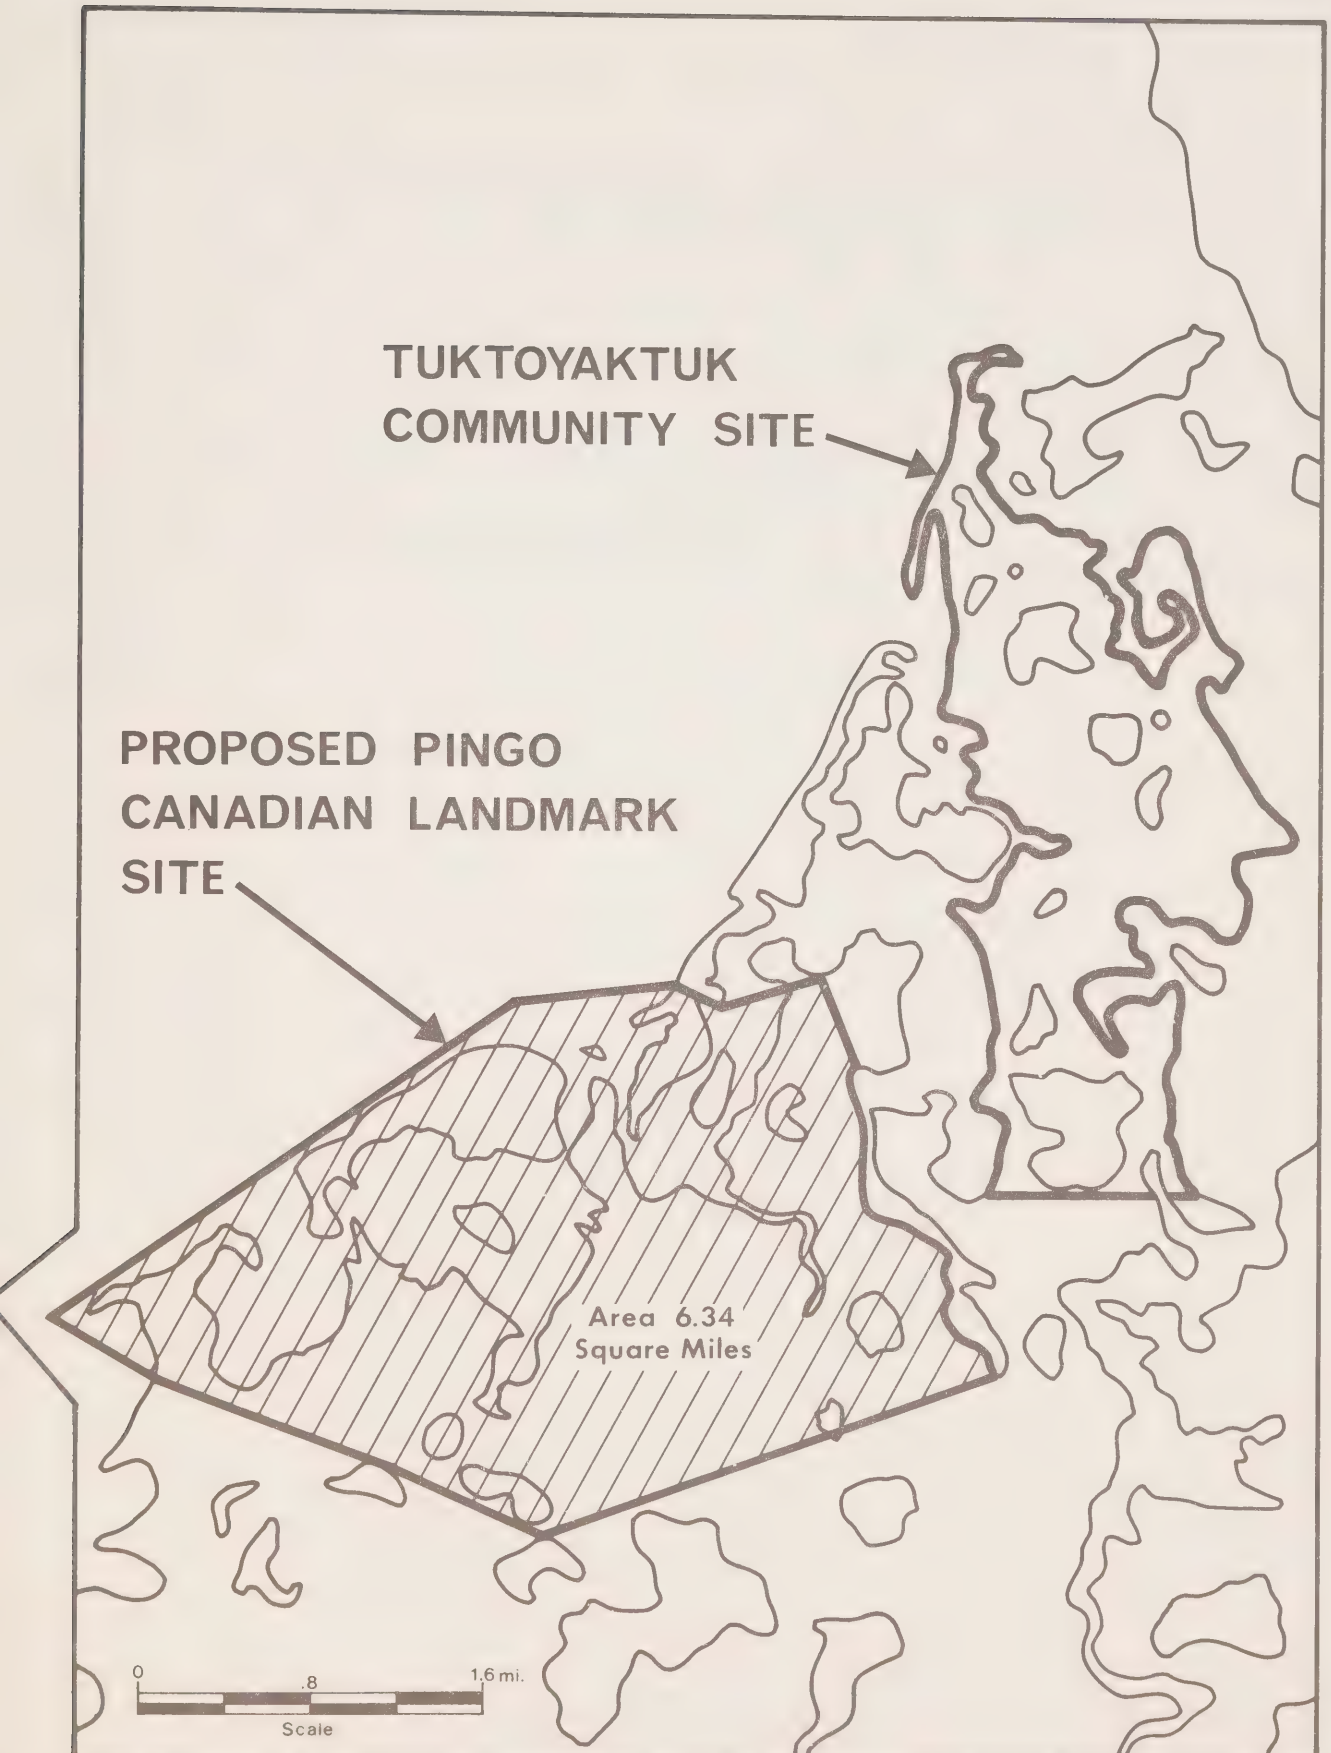 TUKTOYAKTUK
COMMUNITY SITE
PROPOSED PINGO
CANADIAN LANDMARK
SITE
Area 6.34
Square Miles
0 .8 1.6 mi.
Scale